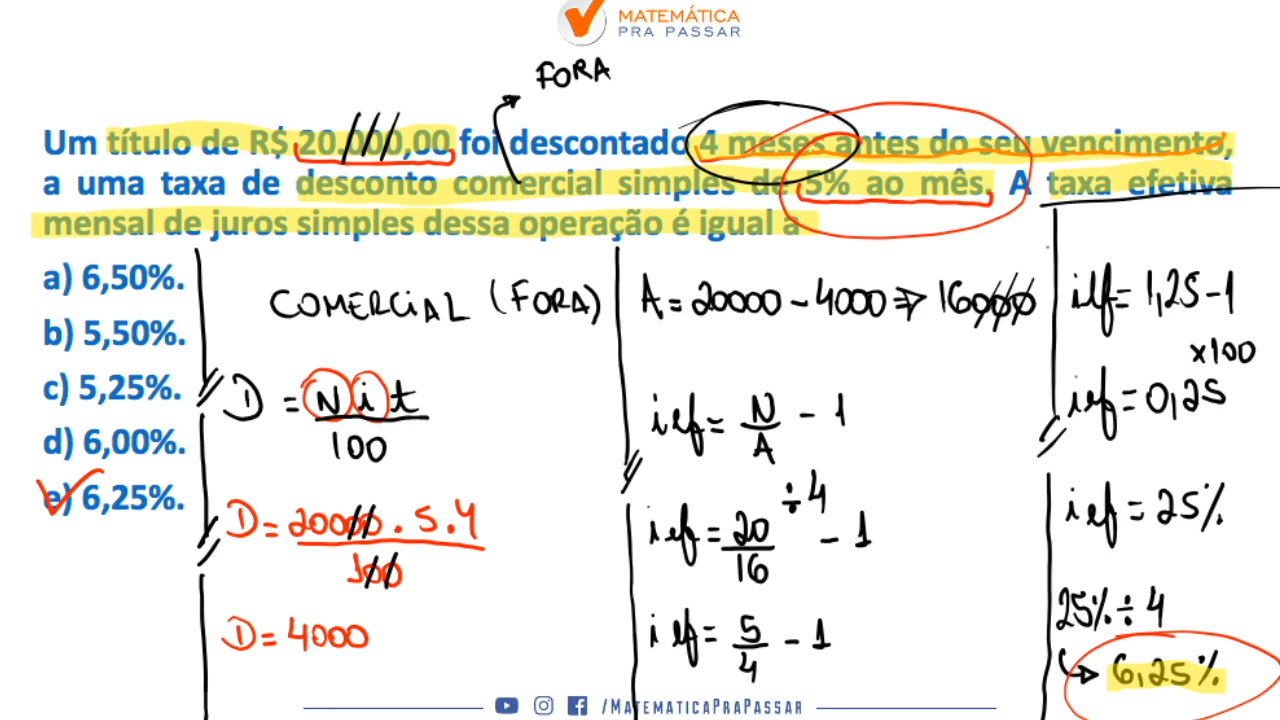 MATEMÁTICA
PRA PASSAR
FORA
Um título de R$ 20.000,00 foi descontado 4 meses antes do seu vencimento,
a uma taxa de desconto comercial simples de 5% ao mês. A taxa efetiva
mensal de juros simples dessa operação é igual a
a) 6,50%.
b) 5,50%.
c) 5,25%.
d) 6,00%.
e) 6,25%.
COMERCIAL (FORA)
D = Nit
100
D = 20000 . 5 . 4
100
D = 4000
A = 20000 - 4000 ⇒ 16000
ief = N/A - 1
÷4
ief = 20/16 - 1
ief = 5/4 - 1
ief = 1,25 - 1
x100
ief = 0,25
ief = 25%
25% ÷ 4
↳ 6,25%
/MatematicaPraPassar